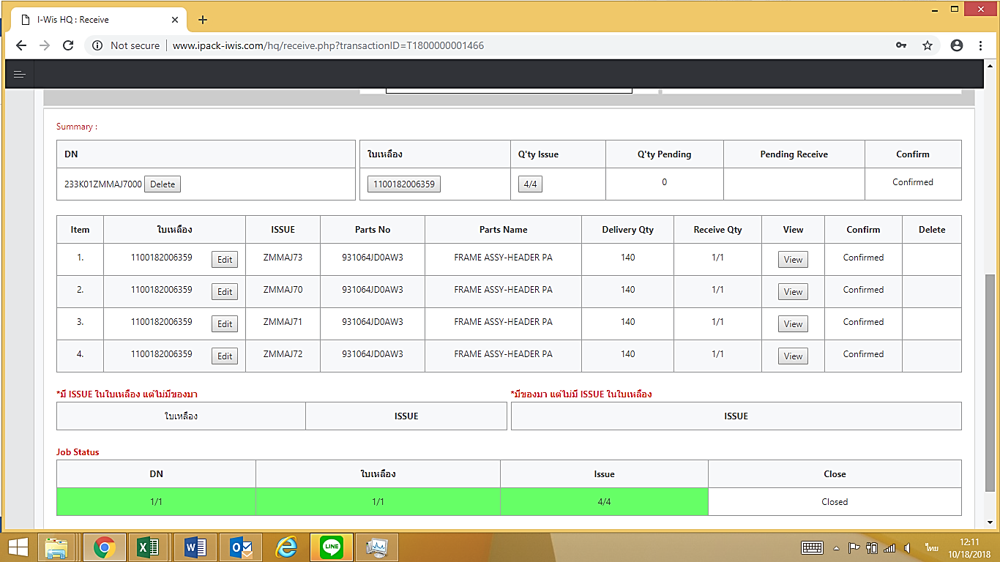 I-Wis HQ : Receive
Not secure www.ipack-iwis.com/hq/receive.php?transactionID=T1800000001466
Summary :
DN ใบเหลือง Q'ty Issue Q'ty Pending Pending Receive Confirm
233K01ZMMAJ7000 Delete 1100182006359 4/4 0 Confirmed
Item ใบเหลือง ISSUE Parts No Parts Name Delivery Qty Receive Qty View Confirm Delete
1. 1100182006359 Edit ZMMAJ73 931064JD0AW3 FRAME ASSY-HEADER PA 140 1/1 View Confirmed
2. 1100182006359 Edit ZMMAJ70 931064JD0AW3 FRAME ASSY-HEADER PA 140 1/1 View Confirmed
3. 1100182006359 Edit ZMMAJ71 931064JD0AW3 FRAME ASSY-HEADER PA 140 1/1 View Confirmed
4. 1100182006359 Edit ZMMAJ72 931064JD0AW3 FRAME ASSY-HEADER PA 140 1/1 View Confirmed
*มี ISSUE ในใบเหลือง แต่ไม่มีของมา *มีของมา แต่ไม่มี ISSUE ในใบเหลือง
ใบเหลือง ISSUE ISSUE
Job Status
DN ใบเหลือง Issue Close
1/1 1/1 4/4 Closed
LINE
ไทย 12:11
10/18/2018